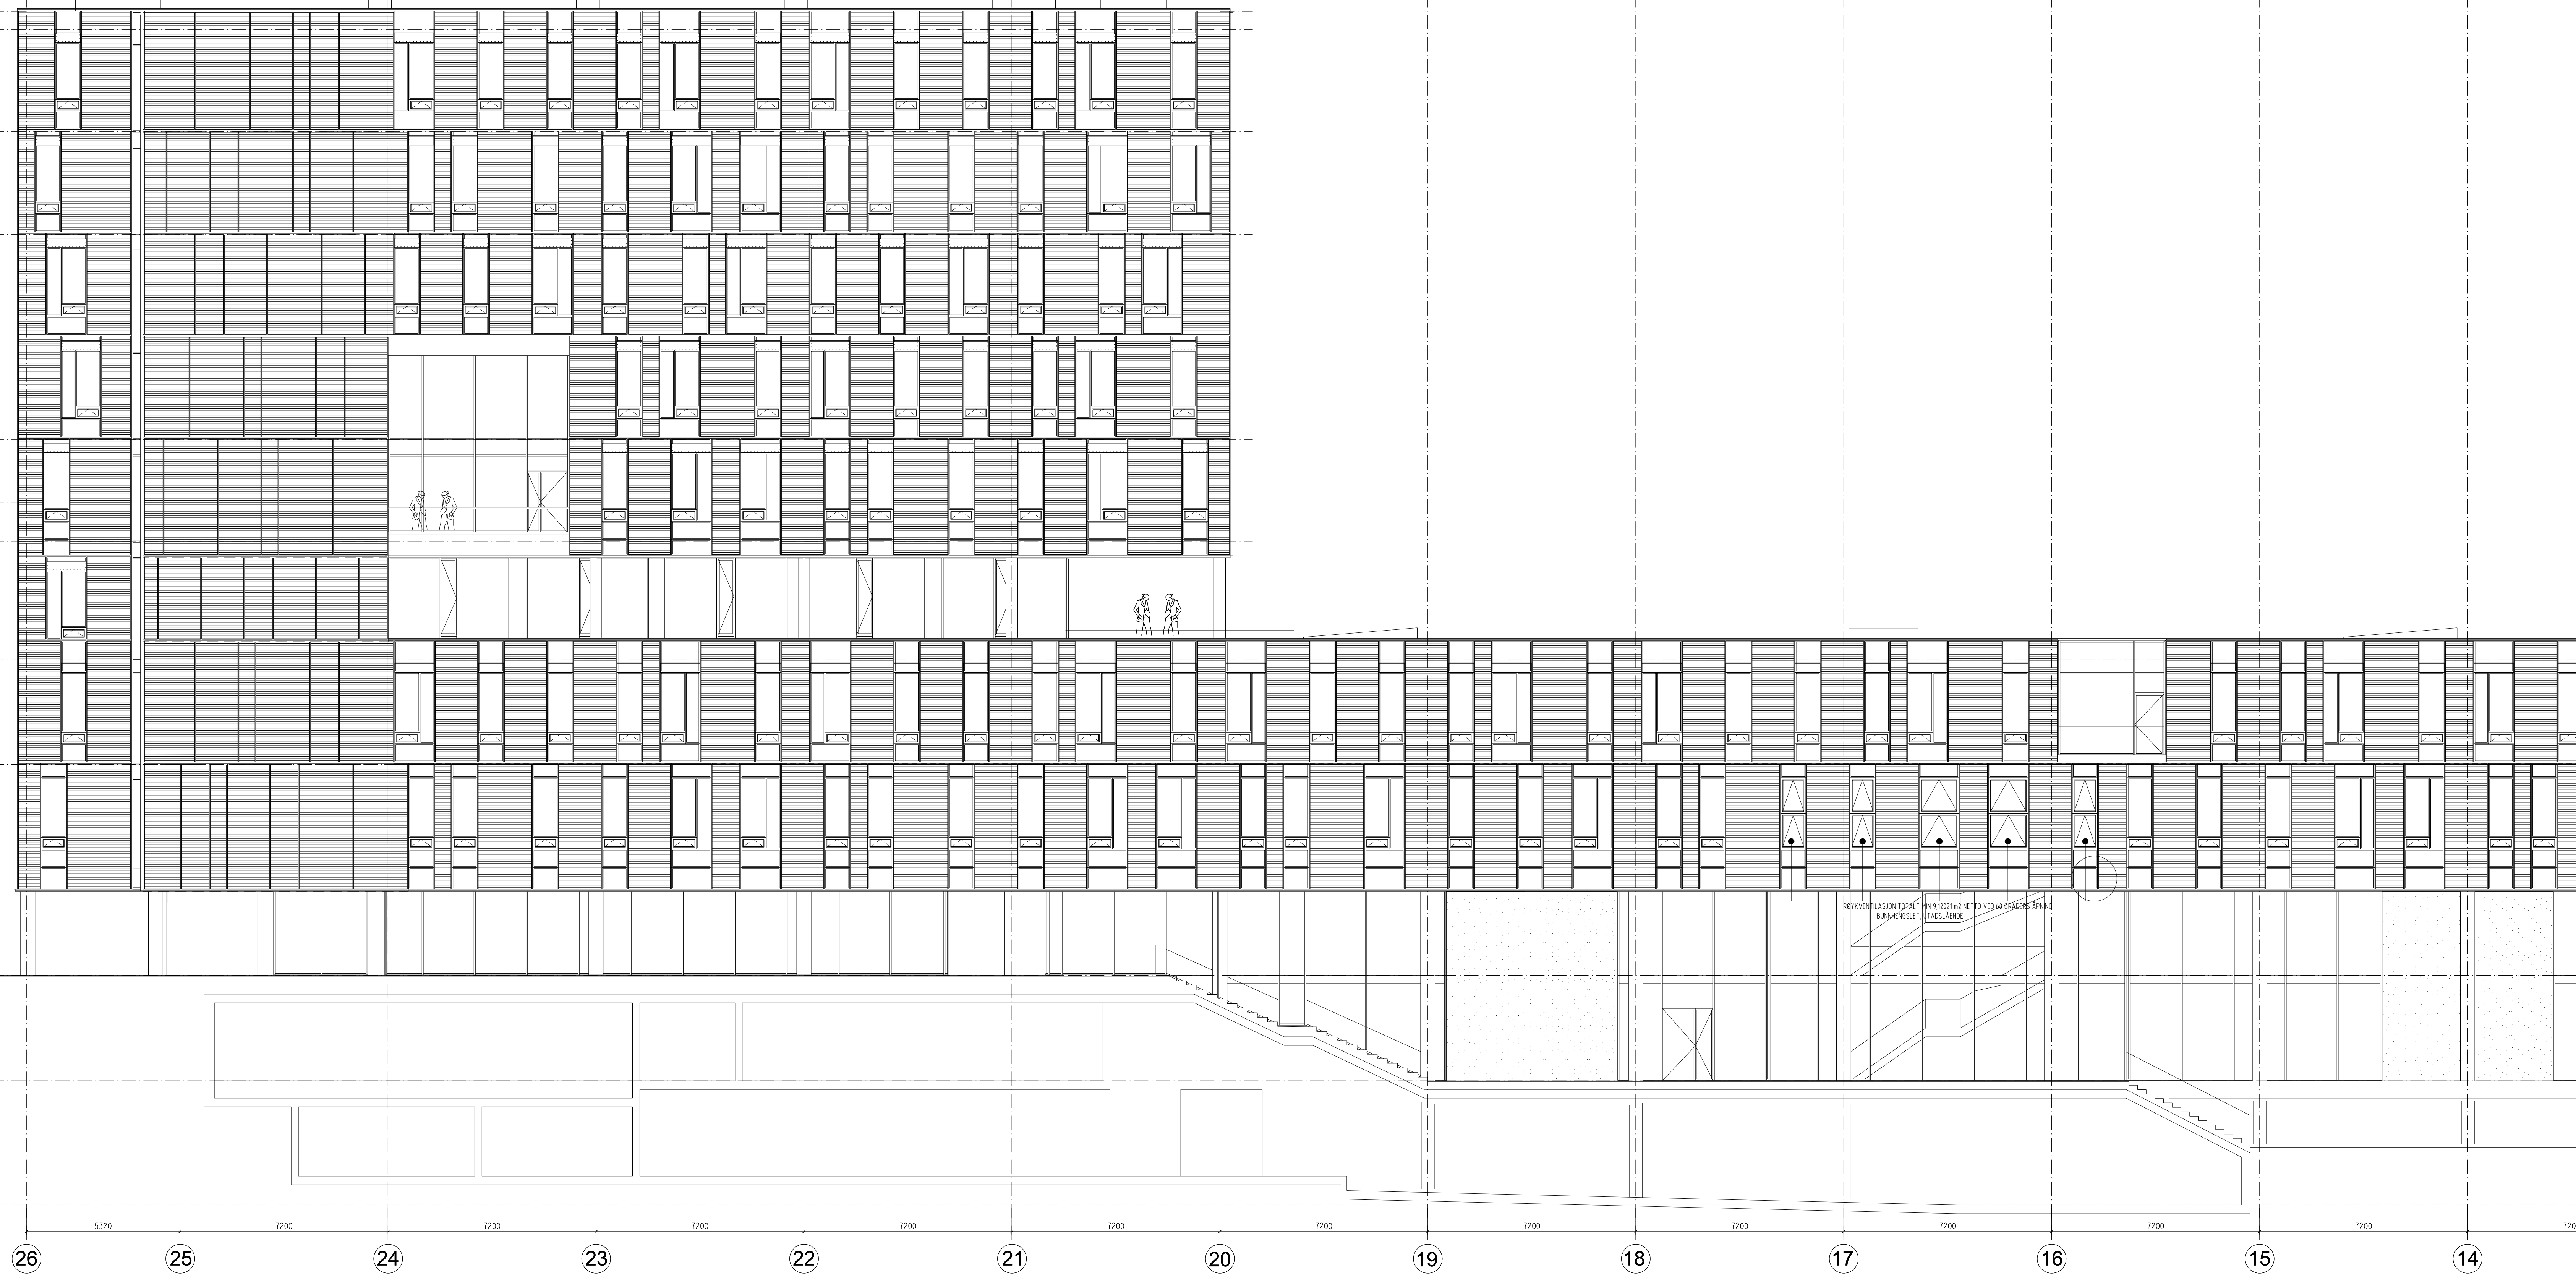 RØYKVENTILASJON TOTALT MIN 9,12021 m2 NETTO VED 60 GRADERS ÅPNING
BUNNHENGSLET, UTADSLÅENDE
5320 7200 7200 7200 7200 7200 7200 7200 7200 7200 7200 7200
26 25 24 23 22 21 20 19 18 17 16 15 14